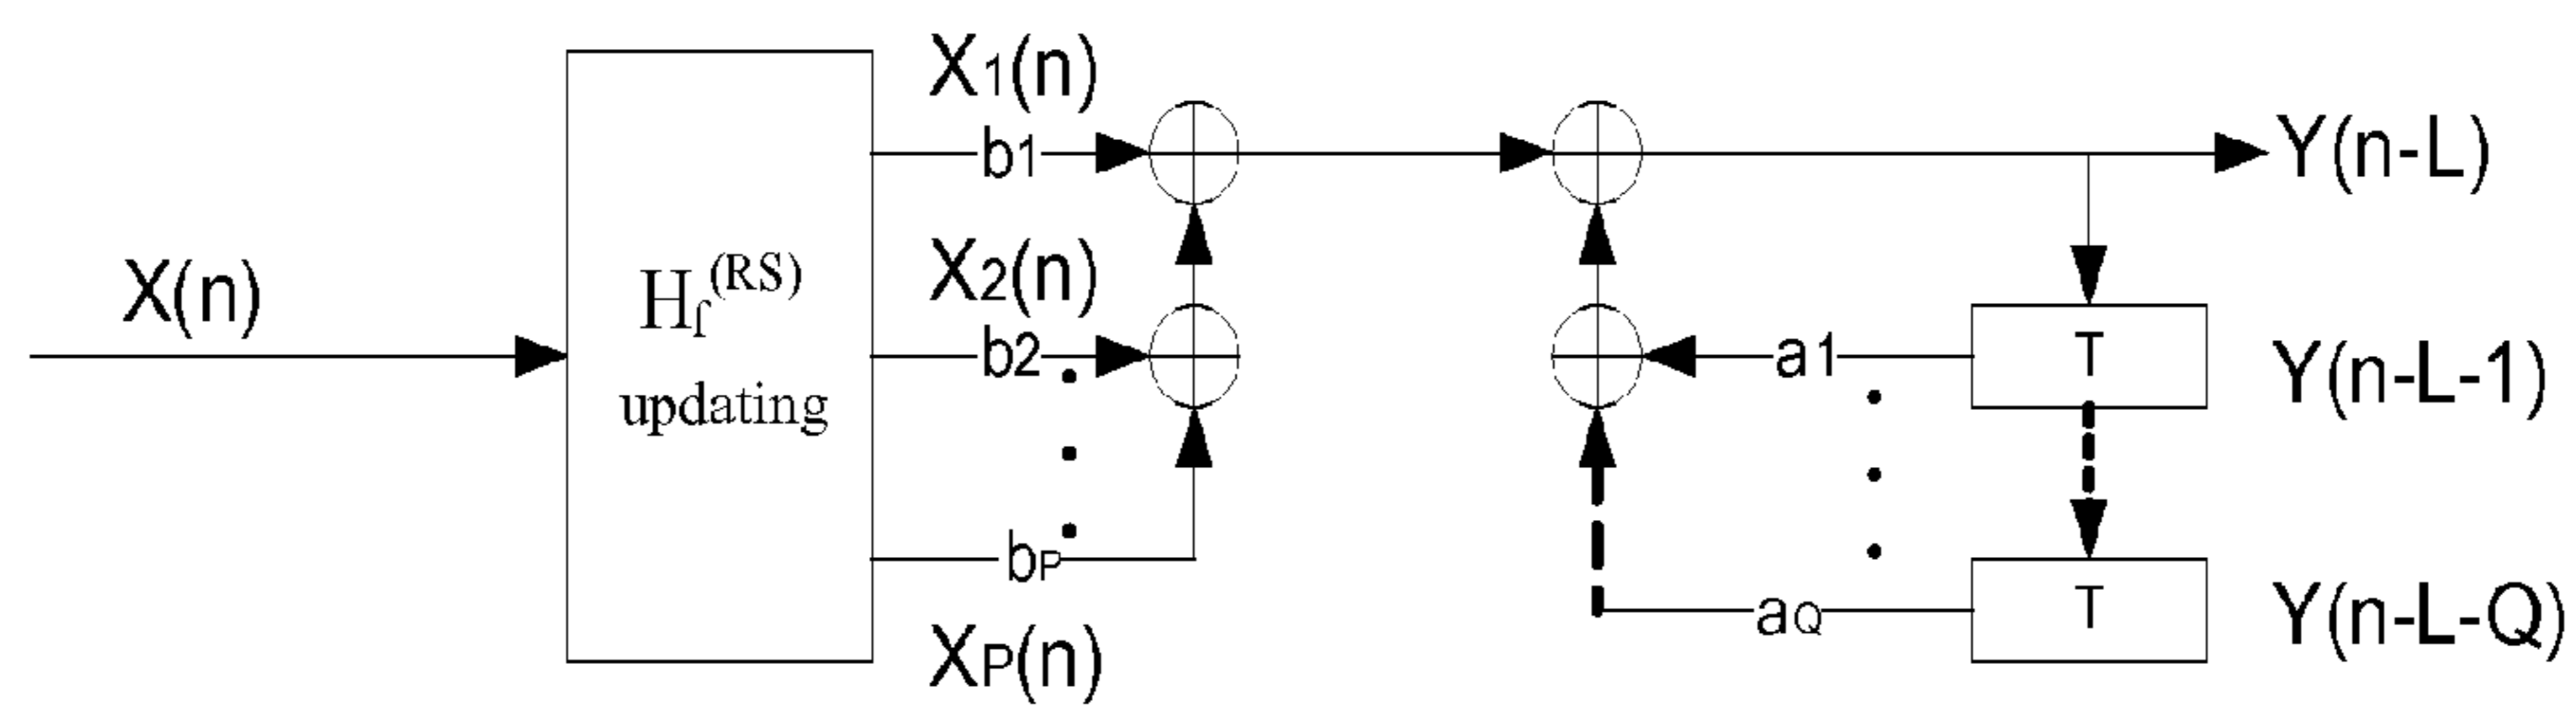 X1(n)
b1
Y(n-L)
X(n)
Hf(RS)
updating
X2(n)
b2
a1
T
Y(n-L-1)
bP
XP(n)
aQ
T
Y(n-L-Q)